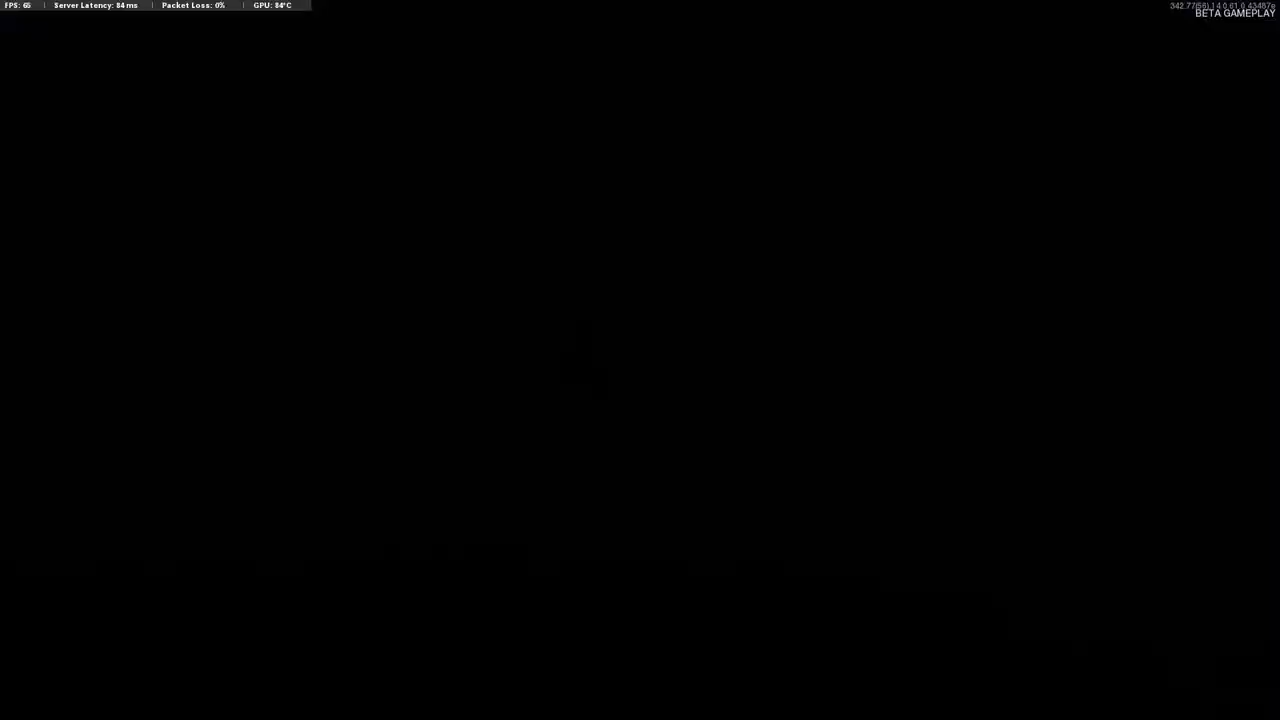 FPS: 65 | Server Latency: 84 ms | Packet Loss: 0% | GPU: 84°C
BETA GAMEPLAY